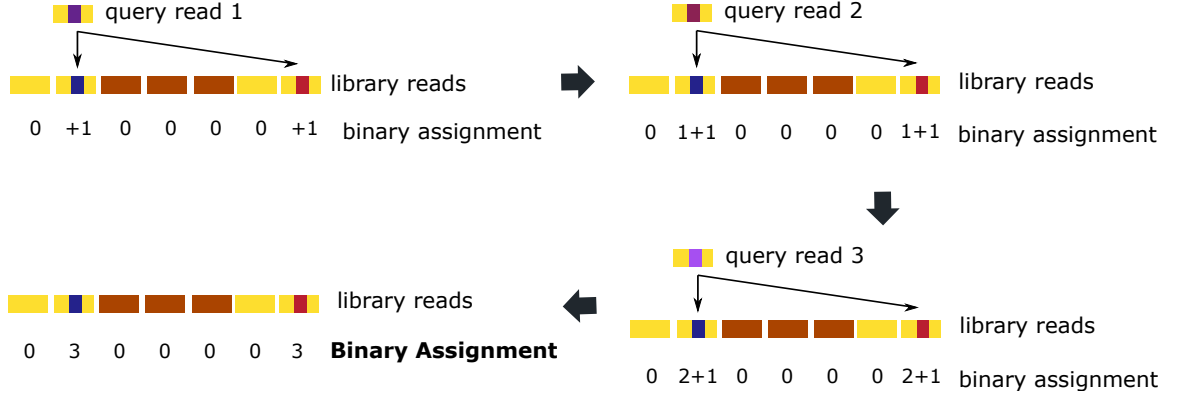 query read 1
library reads
0 +1 0 0 0 0 +1 binary assignment
query read 2
library reads
0 1+1 0 0 0 0 1+1 binary assignment
query read 3
library reads
0 2+1 0 0 0 0 2+1 binary assignment
library reads
0 3 0 0 0 0 3 Binary Assignment